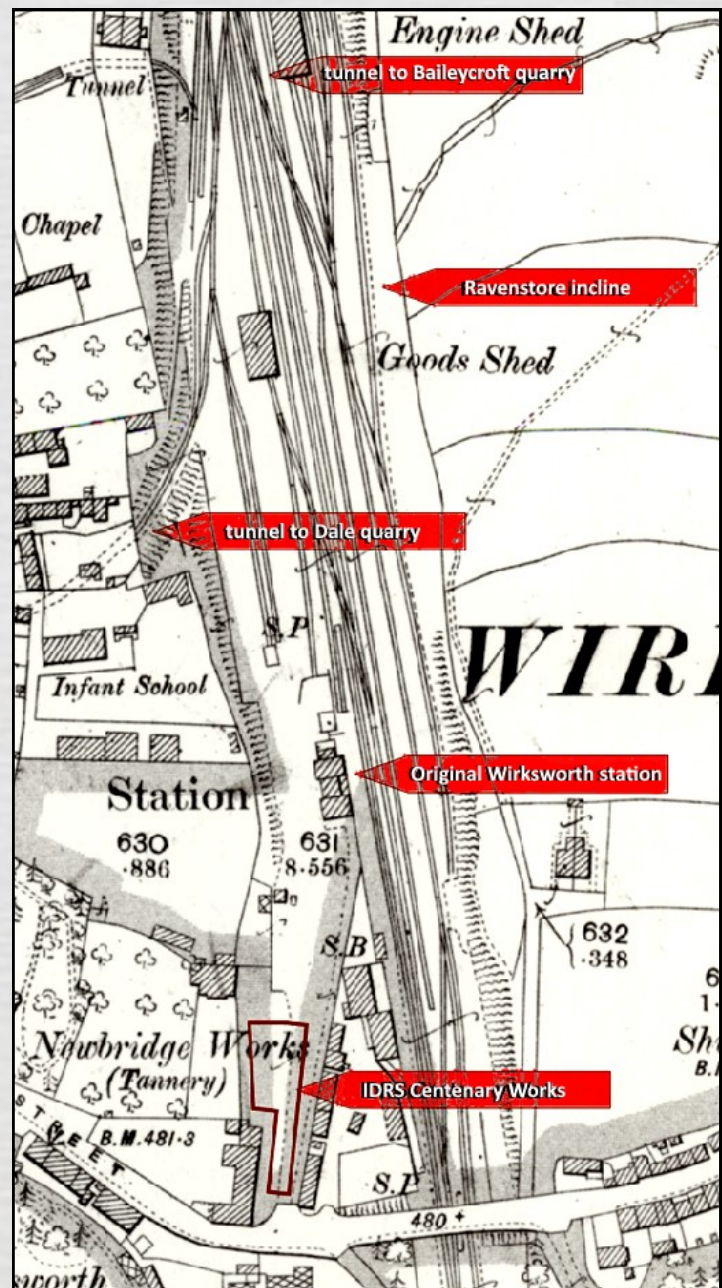 Engine Shed
tunnel to Baileycroft quarry
Tunnel
Chapel
Ravenstore incline
Goods Shed
tunnel to Dale quarry
S.P.
WIR
Infant School
Original Wirksworth station
Station
630
.886
631
8.556
632
.348
S.B
Newbridge Works
(Tannery)
IDRS Centenary Works
B.M.481.3
STREET
S.P
480
sworth